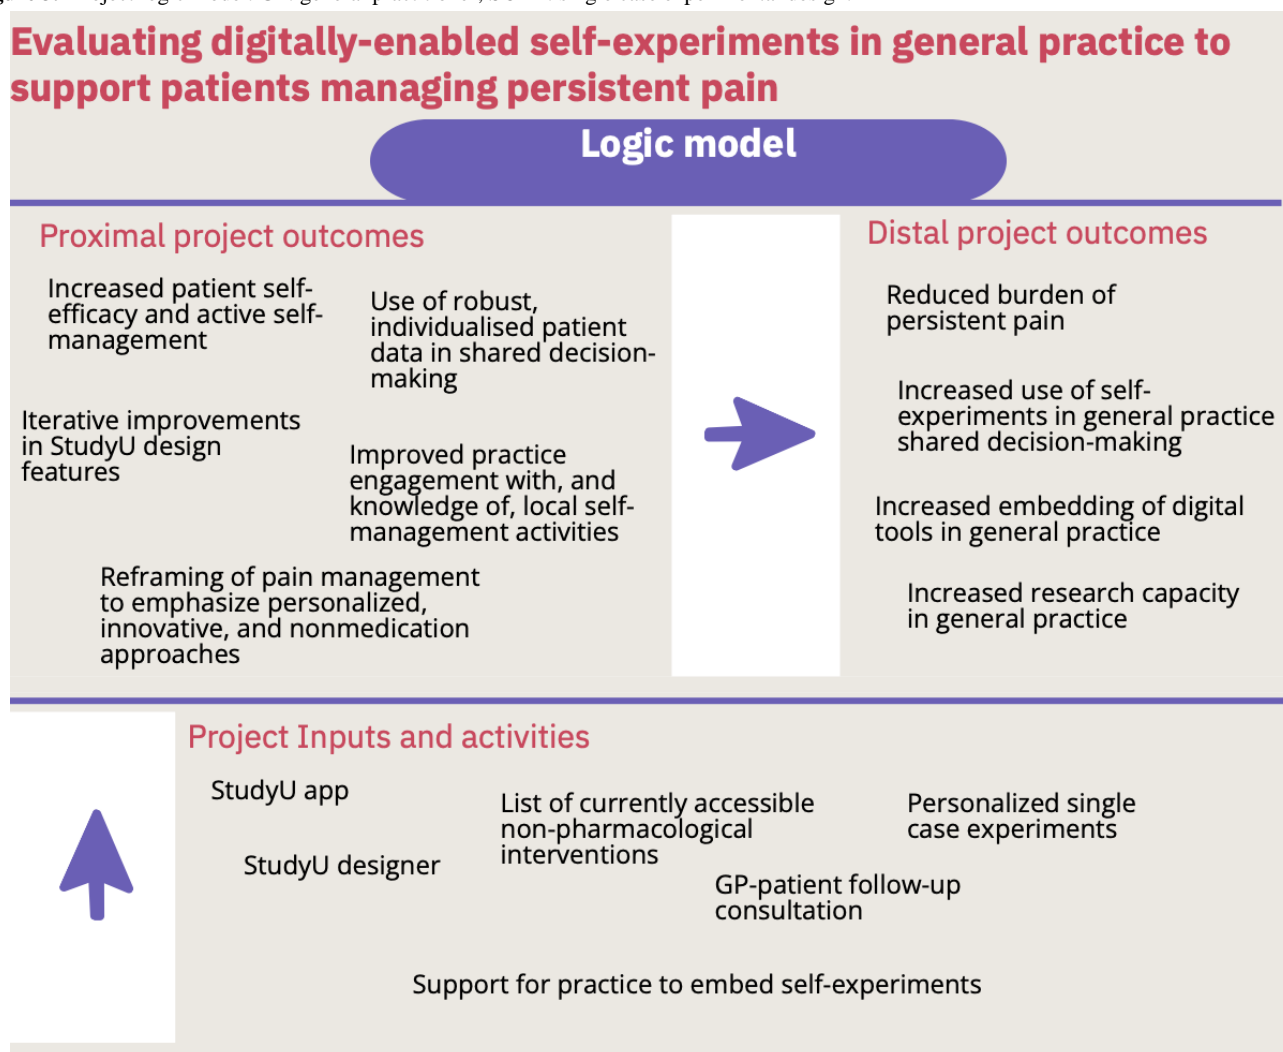 Evaluating digitally-enabled self-experiments in general practice to
support patients managing persistent pain
Logic model
Proximal project outcomes
Increased patient self-
efficacy and active self-
management
Use of robust,
individualised patient
data in shared decision-
making
Iterative improvements
in StudyU design
features
Improved practice
engagement with, and
knowledge of, local self-
management activities
Reframing of pain management
to emphasize personalized,
innovative, and nonmedication
approaches
Distal project outcomes
Reduced burden of
persistent pain
Increased use of self-
experiments in general practice
shared decision-making
Increased embedding of digital
tools in general practice
Increased research capacity
in general practice
Project Inputs and activities
StudyU app
StudyU designer
List of currently accessible
non-pharmacological
interventions
Personalized single
case experiments
GP-patient follow-up
consultation
Support for practice to embed self-experiments